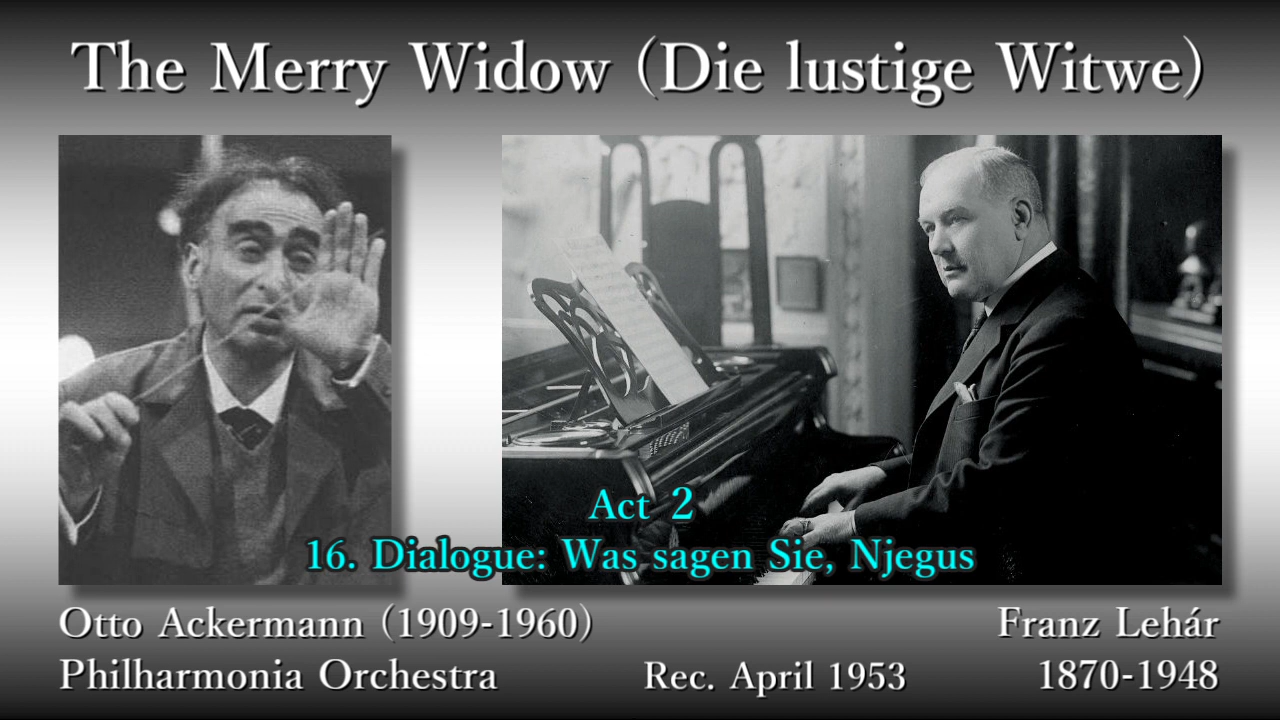 The Merry Widow (Die lustige Witwe)
Act 2
16. Dialogue: Was sagen Sie, Njegus
Otto Ackermann (1909-1960)
Franz Lehár
Philharmonia Orchestra
Rec. April 1953
1870-1948